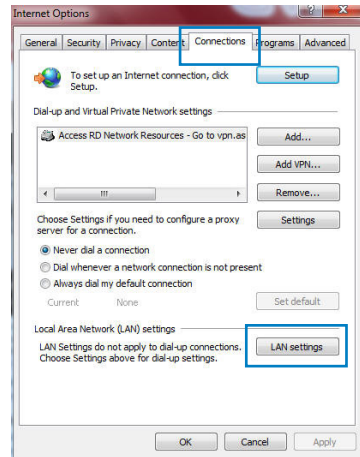 Internet Options
General Security Privacy Content Connections Programs Advanced
To set up an Internet connection, click
Setup.
Setup
Dial-up and Virtual Private Network settings
Access RD Network Resources - Go to vpn.as
Add...
Add VPN...
Remove...
Choose Settings if you need to configure a proxy
server for a connection.
Settings
Never dial a connection
Dial whenever a network connection is not present
Always dial my default connection
Current None
Set default
Local Area Network (LAN) settings
LAN Settings do not apply to dial-up connections.
Choose Settings above for dial-up settings.
LAN settings
OK Cancel Apply